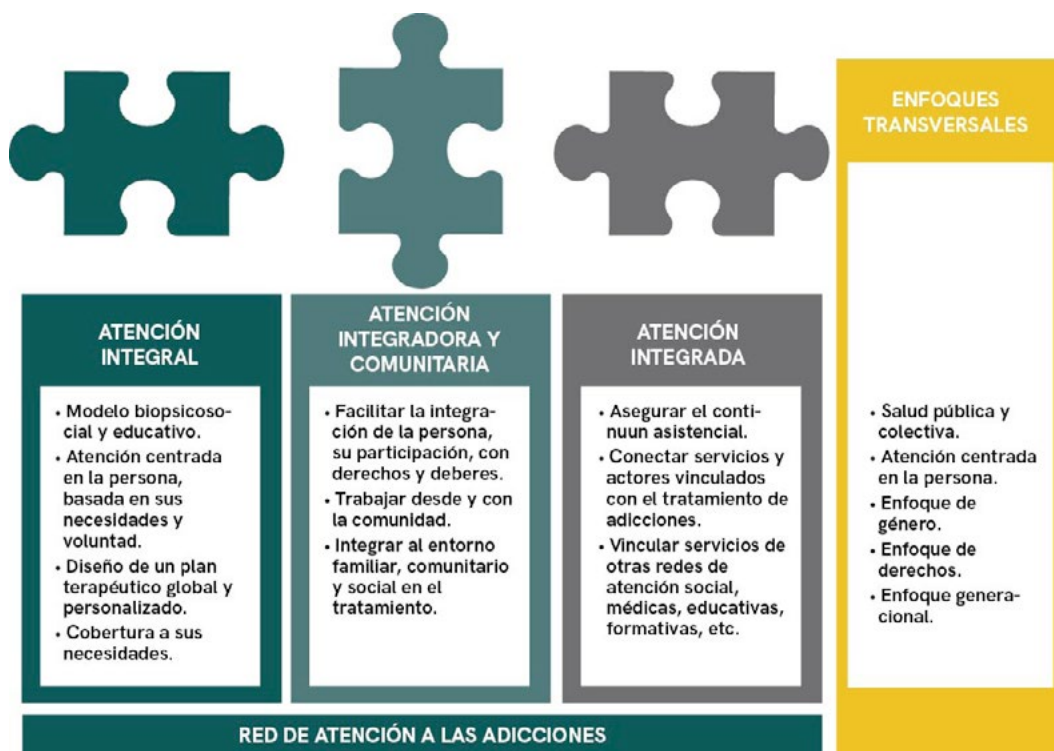 ATENCIÓN
INTEGRAL
• Modelo biopsicoso-
cial y educativo.
• Atención centrada
en la persona,
basada en sus
necesidades y
voluntad.
• Diseño de un plan
terapéutico global y
personalizado.
• Cobertura a sus
necesidades.
ATENCIÓN
INTEGRADORA Y
COMUNITARIA
• Facilitar la integra-
ción de la persona,
su participación, con
derechos y deberes.
• Trabajar desde y con
la comunidad.
• Integrar al entorno
familiar, comunitario
y social en el
tratamiento.
ATENCIÓN
INTEGRADA
• Asegurar el conti-
nuun asistencial.
• Conectar servicios y
actores vinculados
con el tratamiento de
adicciones.
• Vincular servicios de
otras redes de
atención social,
médicas, educativas,
formativas, etc.
ENFOQUES
TRANSVERSALES
• Salud pública y
colectiva.
• Atención centrada
en la persona.
• Enfoque de
género.
• Enfoque de
derechos.
• Enfoque genera-
cional.
RED DE ATENCIÓN A LAS ADICCIONES